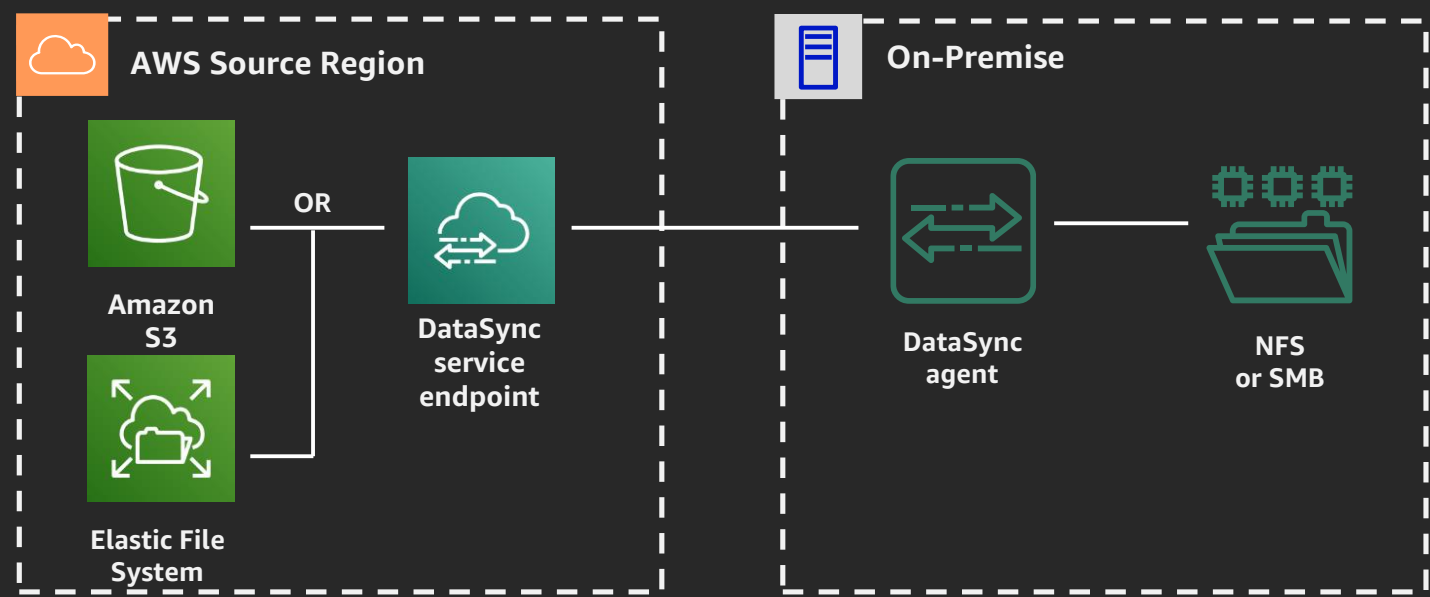 AWS Source Region
On-Premise
OR
Amazon
S3
DataSync
service
endpoint
DataSync
agent
NFS
or SMB
Elastic File
System